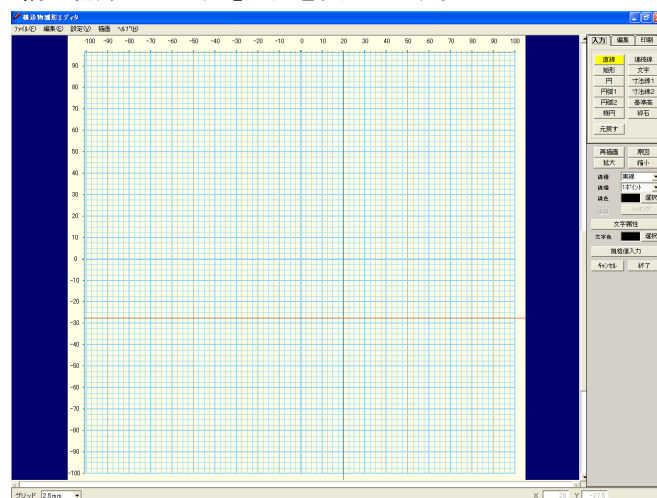 構造物雛形エディタ
ファイル(F) 編集(E) 設定(V) 描画 ヘルプ(H)
-100 -90 -80 -70 -60 -50 -40 -30 -20 -10 0 10 20 30 40 50 60 70 80 90 100
90
80
70
60
50
40
30
20
10
0
-10
-20
-30
-40
-50
-60
-70
-80
-90
-100
入力 編集 印刷
直線 連続線
矩形 文字
円 寸法線1
円弧1 寸法線2
円弧2 基準高
楕円 砕石
元戻す
再描画 原図
拡大 縮小
線種 実線
線幅 1ポイント
線色 選択
ハッチング
文字属性
文字色 選択
規格値入力
キャンセル 終了
グリッド 2.5mm
X 20 Y -27.5